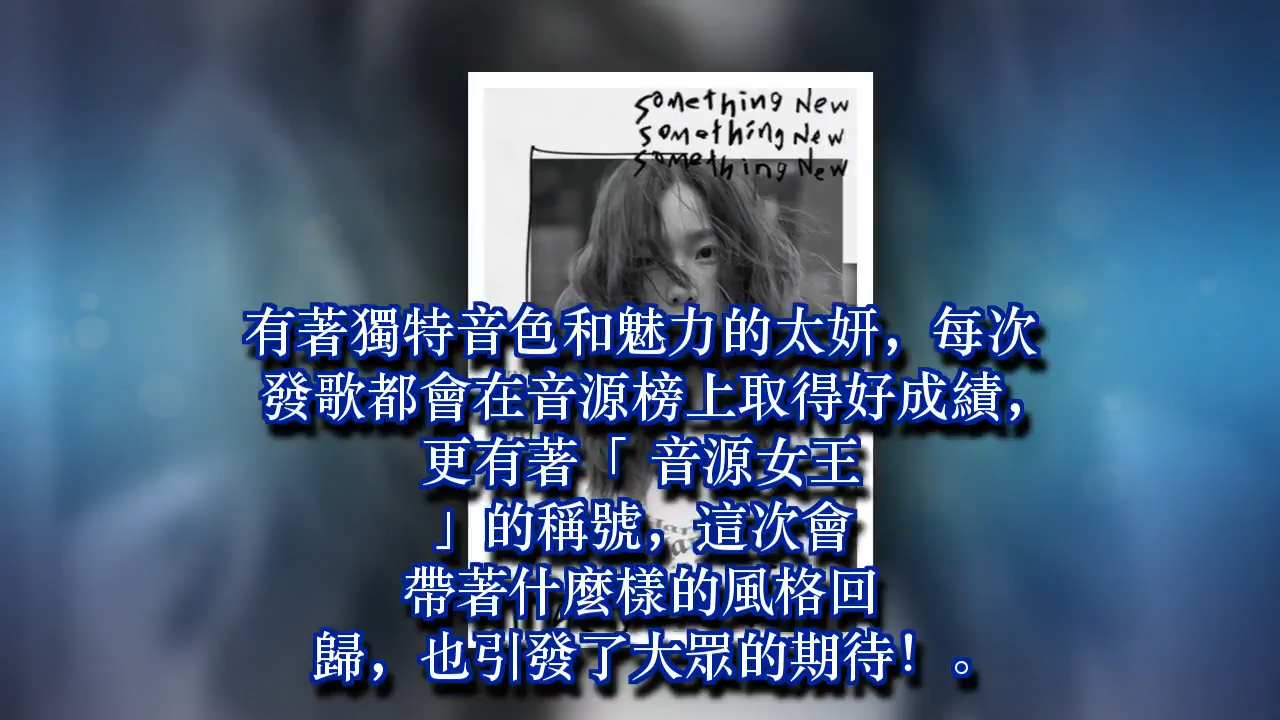 something New
something New
something New
有著獨特音色和魅力的太妍，每次
發歌都會在音源榜上取得好成績，
更有著「 音源女王
」的稱號，這次會
帶著什麼樣的風格回
歸，也引發了大眾的期待！。